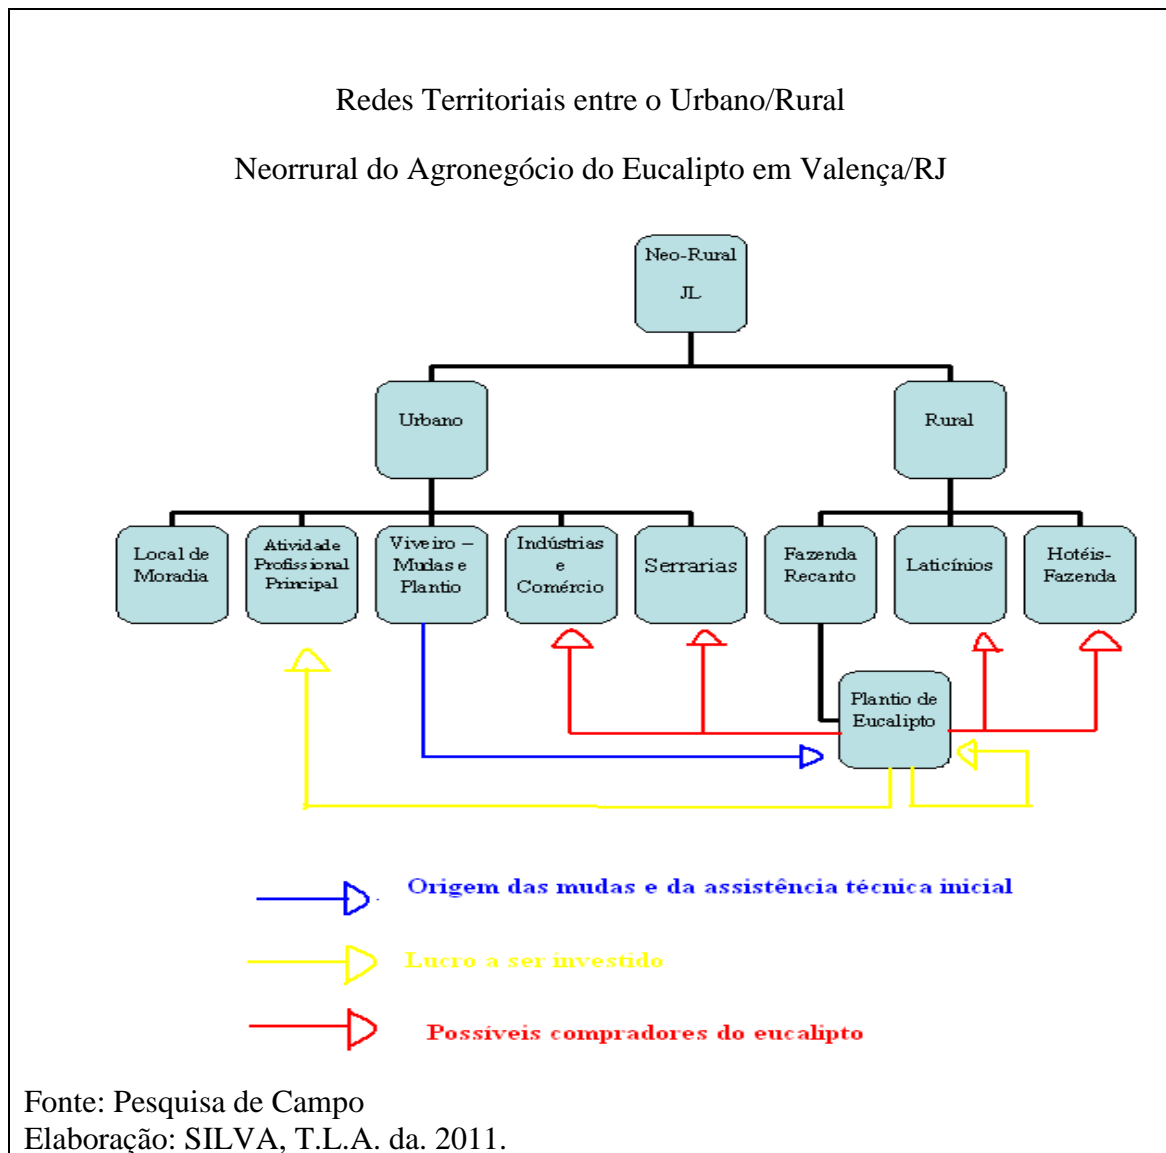 Redes Territoriais entre o Urbano/Rural
Neorrural do Agronegócio do Eucalipto em Valença/RJ
Neo-Rural
JL
Urbano
Rural
Local de
Moradia
Atividade
Profissional
Principal
Viveiro –
Mudas e
Plantio
Indústrias
e
Comércio
Serrarias
Fazenda
Recanto
Laticínios
Hotéis-
Fazenda
Plantio de
Eucalipto
Origem das mudas e da assistência técnica inicial
Lucro a ser investido
Possíveis compradores do eucalipto
Fonte: Pesquisa de Campo
Elaboração: SILVA, T.L.A. da. 2011.